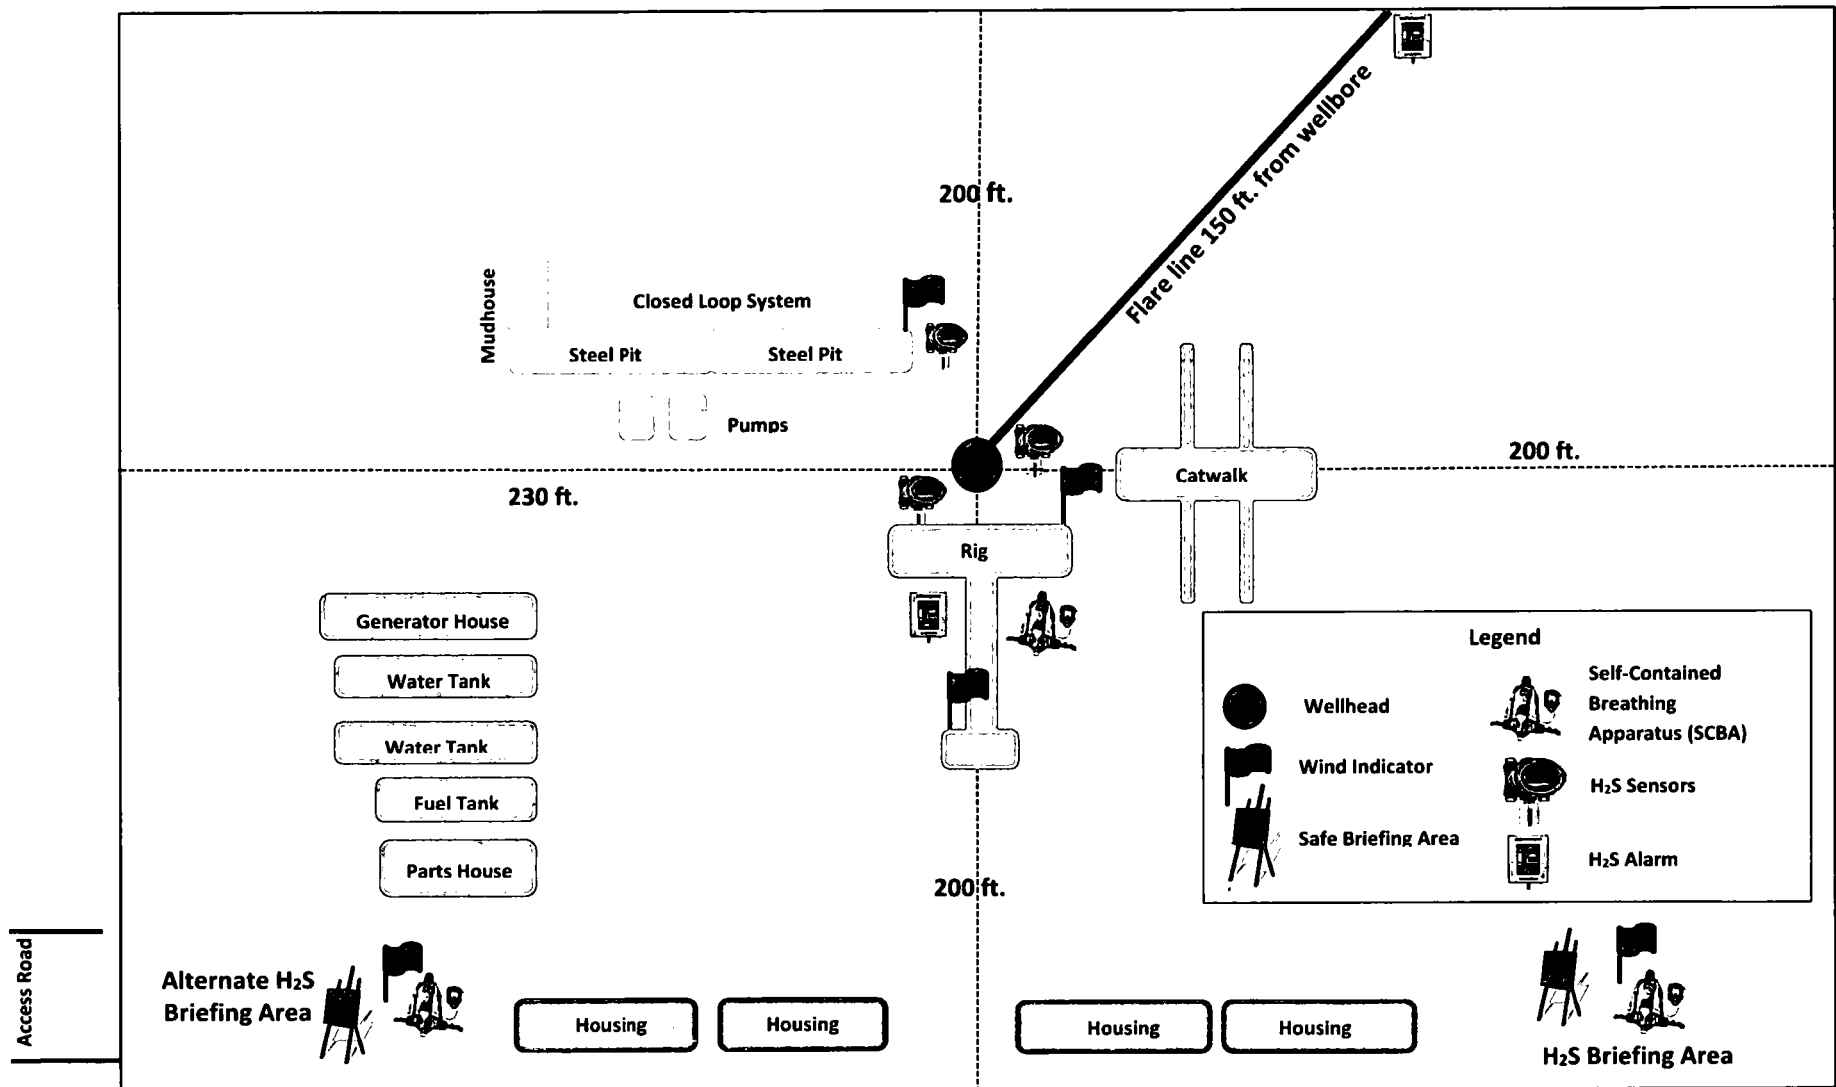 200 ft.
Flare line 150 ft. from wellbore
Mudhouse
Closed Loop System
Steel Pit
Steel Pit
Pumps
200 ft.
230 ft.
Catwalk
Rig
Generator House
Water Tank
Water Tank
Fuel Tank
Parts House
200 ft.
Legend
Wellhead
Wind Indicator
Safe Briefing Area
Self-Contained
Breathing
Apparatus (SCBA)
H₂S Sensors
H₂S Alarm
Access Road
Alternate H₂S
Briefing Area
Housing
Housing
Housing
Housing
H₂S Briefing Area